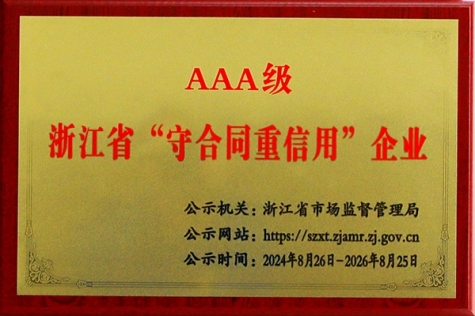 AAA级
浙江省“守合同重信用”企业
公示机关：浙江省市场监督管理局
公示网站：https://szxt.zjamr.zj.gov.cn
公示时间：2024年8月26日-2026年8月25日